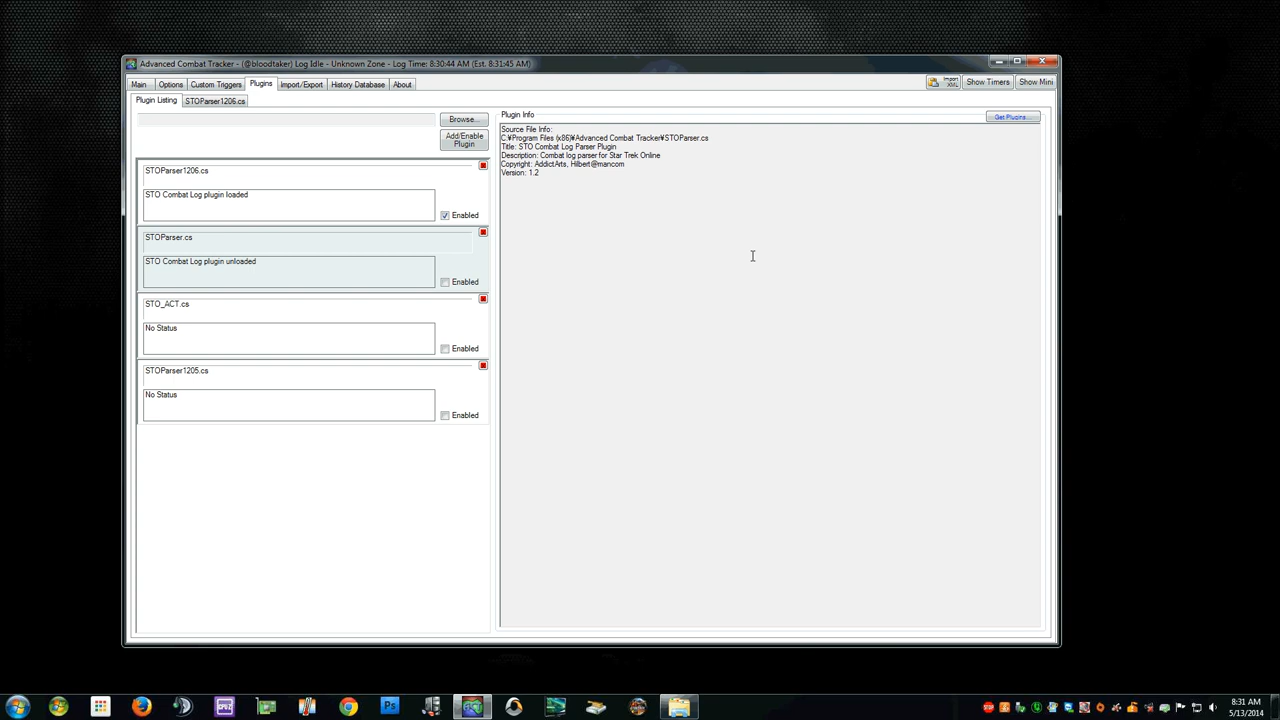 Advanced Combat Tracker - (@bloodtaker) Log Idle - Unknown Zone - Log Time: 8:30:44 AM (Est. 8:31:45 AM)
Main Options Custom Triggers Plugins Import/Export History Database About
Import XML Show Timers Show Mini
Plugin Listing STOParser1206.cs
Browse...
Add/Enable
Plugin
STOParser1206.cs
STO Combat Log plugin loaded
Enabled
STOParser.cs
STO Combat Log plugin unloaded
Enabled
STO_ACT.cs
No Status
Enabled
STOParser1205.cs
No Status
Enabled
Plugin Info
Get Plugins...
Source File Info:
C:¥Program Files (x86)¥Advanced Combat Tracker¥STOParser.cs
Title: STO Combat Log Parser Plugin
Description: Combat log parser for Star Trek Online
Copyright: AddictArts, Hilbert@mancom
Version: 1.2
Ps
8:31 AM
5/13/2014